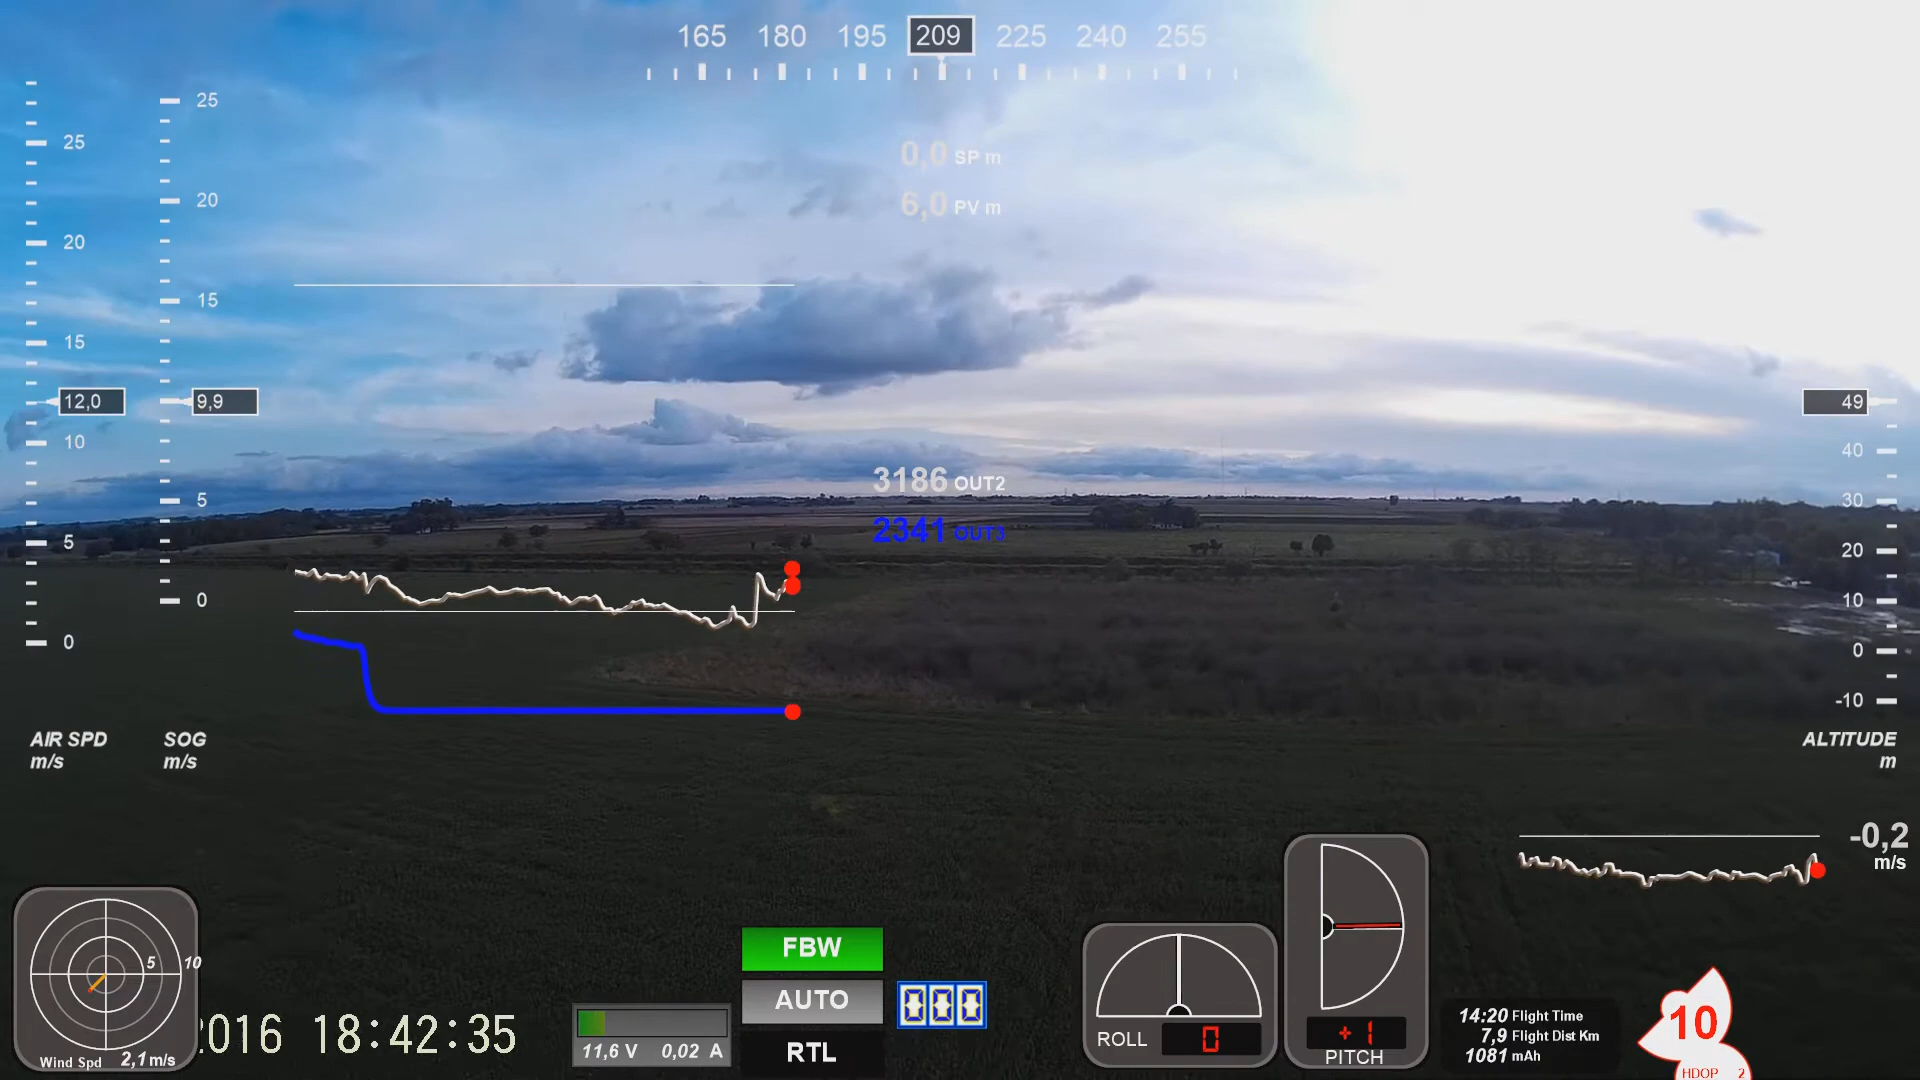 165 180 195 209 225 240 255
25
20
15
12,0
10
5
0
AIR SPD
m/s
25
20
15
9,9
5
0
SOG
m/s
0,0 SP m
6,0 PV m
3186 OUT2
2341 OUT3
49
40
30
20
10
0
-10
ALTITUDE
m
-0,2
m/s
5 10
Wind Spd 2,1 m/s
2016 18:42:35
11,6 V 0,02 A
FBW
AUTO
RTL
000
ROLL 0
+1
PITCH
14:20 Flight Time
7,9 Flight Dist Km
1081 mAh
10
HDOP 2